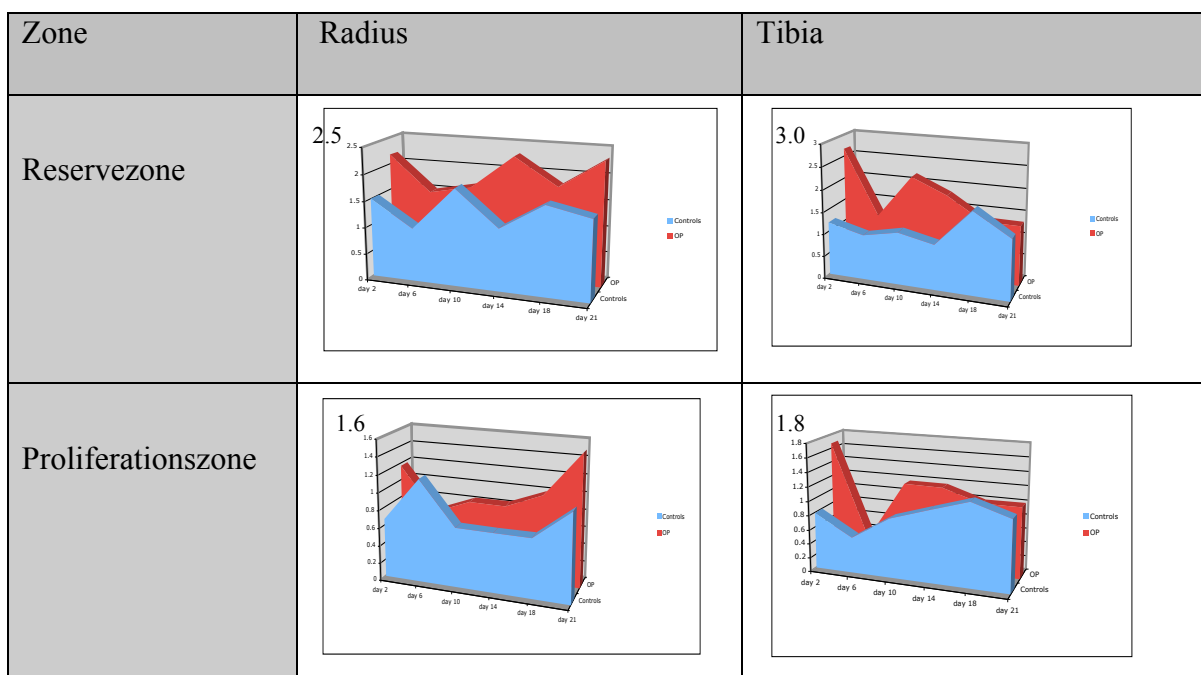 Zone
Radius
Tibia
Reservezone
2.5
2.5
2
1.5
1
0.5
0
day 2
day 6
day 10
day 14
day 18
day 21
Controls
OP
Controls
OP
3.0
3
2.5
2
1.5
1
0.5
0
day 2
day 6
day 10
day 14
day 18
day 21
Controls
OP
Controls
OP
Proliferationszone
1.6
1.6
1.4
1.2
1
0.8
0.6
0.4
0.2
0
day 2
day 6
day 10
day 14
day 18
day 21
Controls
OP
Controls
OP
1.8
1.8
1.6
1.4
1.2
1
0.8
0.6
0.4
0.2
0
day 2
day 6
day 10
day 14
day 18
day 21
Controls
OP
Controls
OP